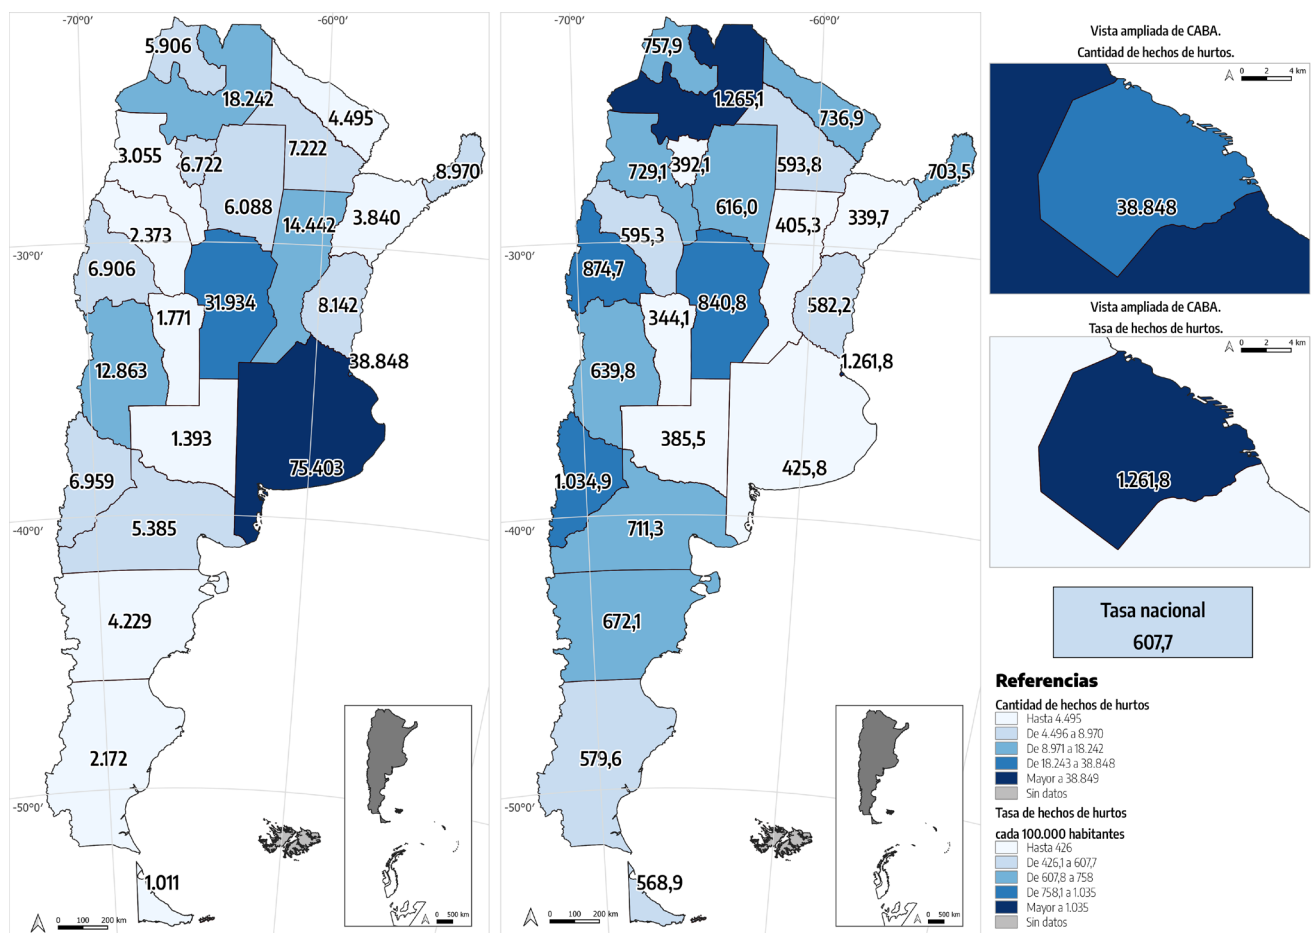 -70°0'
-60°0'
5.906
18.242
4.495
3.055
6.722
7.222
8.970
6.088
14.442
3.840
2.373
-30°0'
6.906
31.934
8.142
1.771
12.863
38.848
1.393
75.403
6.959
5.385
-40°0'
4.229
2.172
-50°0'
1.011
0 100 200 km
500 km
-70°0'
-60°0'
757,9
1.265,1
736,9
729,1
392,1
593,8
703,5
616,0
405,3
339,7
595,3
-30°0'
874,7
840,8
582,2
344,1
639,8
1.261,8
385,5
425,8
1.034,9
711,3
-40°0'
672,1
579,6
-50°0'
568,9
0 100 200 km
500 km
Vista ampliada de CABA.
Cantidad de hechos de hurtos.
0 2 4 km
38.848
Vista ampliada de CABA.
Tasa de hechos de hurtos.
0 2 4 km
1.261,8
Tasa nacional
607,7
Referencias
Cantidad de hechos de hurtos
Hasta 4.495
De 4.496 a 8.970
De 8.971 a 18.242
De 18.243 a 38.848
Mayor a 38.849
Sin datos
Tasa de hechos de hurtos
cada 100.000 habitantes
Hasta 426
De 426,1 a 607,7
De 607,8 a 758
De 758,1 a 1.035
Mayor a 1.035
Sin datos